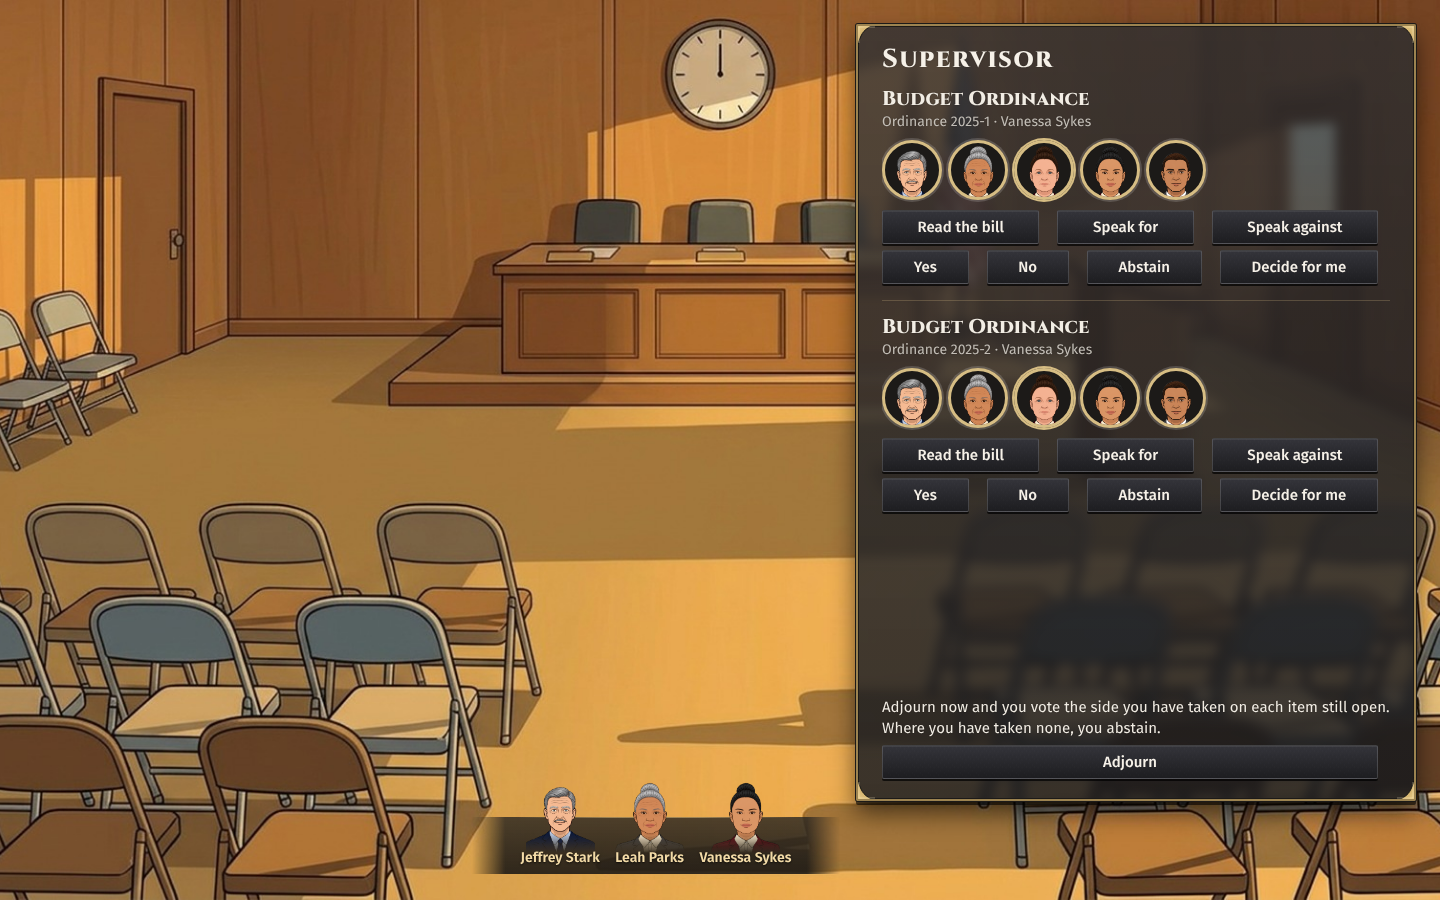 Supervisor
Budget Ordinance
Ordinance 2025-1 · Vanessa Sykes
Read the bill
Speak for
Speak against
Yes
No
Abstain
Decide for me
Budget Ordinance
Ordinance 2025-2 · Vanessa Sykes
Read the bill
Speak for
Speak against
Yes
No
Abstain
Decide for me
Adjourn now and you vote the side you have taken on each item still open.
Where you have taken none, you abstain.
Adjourn
Jeffrey Stark
Leah Parks
Vanessa Sykes